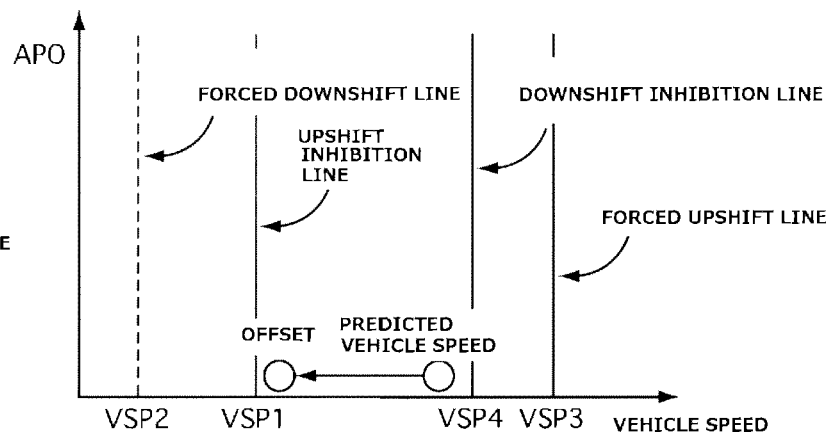 APO
FORCED DOWNSHIFT LINE
DOWNSHIFT INHIBITION LINE
UPSHIFT
INHIBITION
LINE
FORCED UPSHIFT LINE
E
OFFSET
PREDICTED
VEHICLE SPEED
VSP2
VSP1
VSP4
VSP3
VEHICLE SPEED